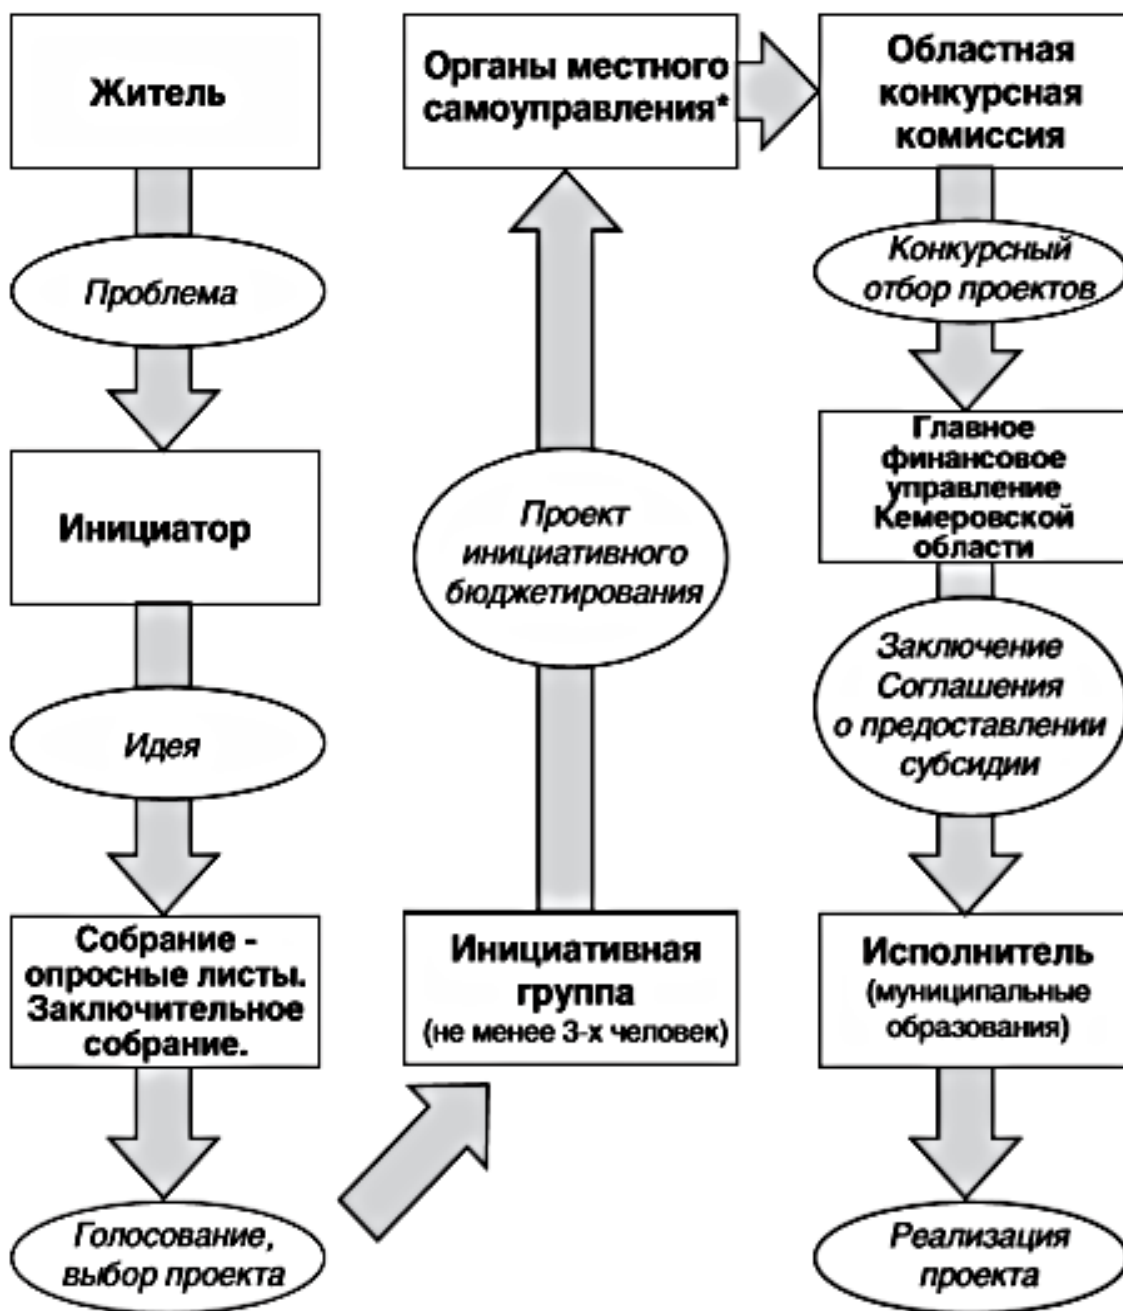 Житель
Проблема
Инициатор
Идея
Собрание -
опросные листы.
Заключительное
собрание.
Голосование,
выбор проекта
Инициативная
группа
(не менее 3-х человек)
Проект
инициативного
бюджетирования
Органы местного
самоуправления*
Областная
конкурсная
комиссия
Конкурсный
отбор проектов
Главное
финансовое
управление
Кемеровской
области
Заключение
Соглашения
о предоставлении
субсидии
Исполнитель
(муниципальные
образования)
Реализация
проекта